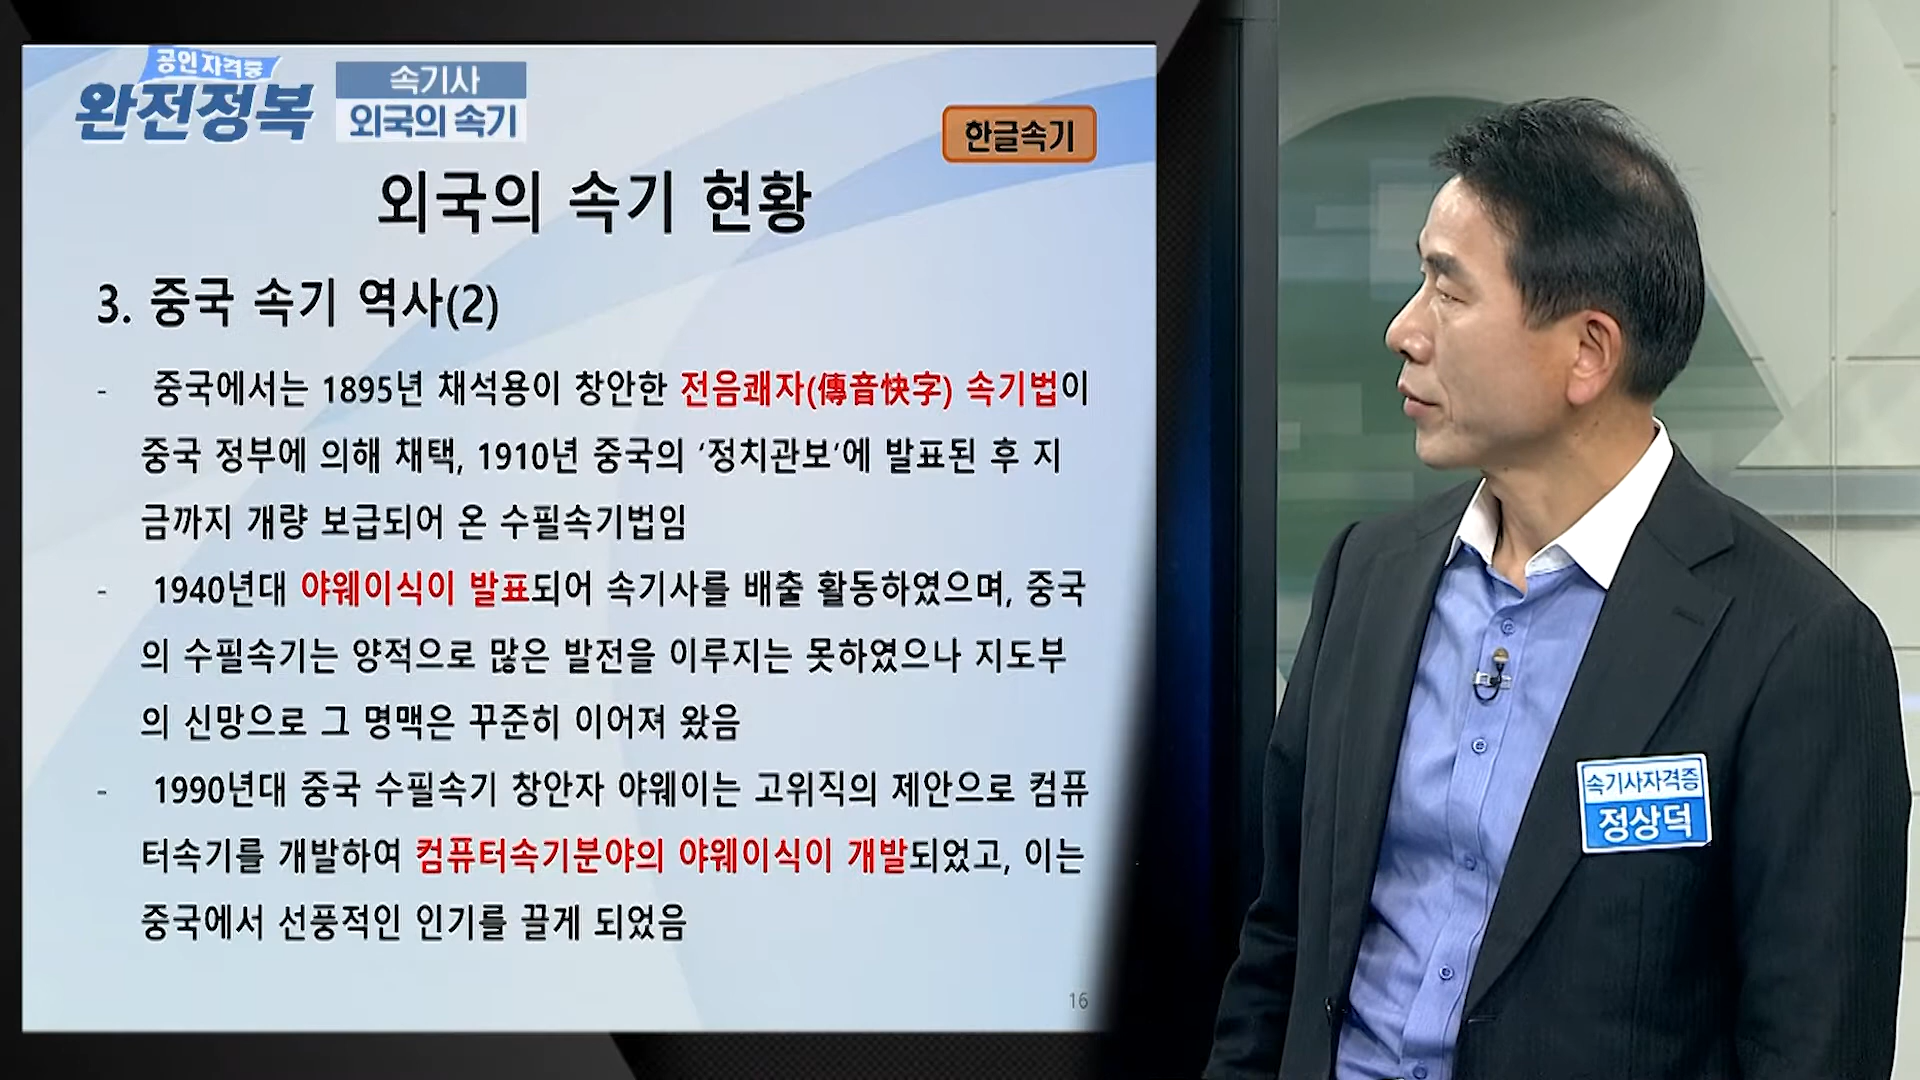 공인 자격증
완전정복
속기사
외국의 속기
한글속기
외국의 속기 현황
3. 중국 속기 역사(2)
- 중국에서는 1895년 채석용이 창안한 전음쾌자(傳音快字) 속기법이
중국 정부에 의해 채택, 1910년 중국의 ‘정치관보’에 발표된 후 지
금까지 개량 보급되어 온 수필속기법임
- 1940년대 야웨이식이 발표되어 속기사를 배출 활동하였으며, 중국
의 수필속기는 양적으로 많은 발전을 이루지는 못하였으나 지도부
의 신망으로 그 명맥은 꾸준히 이어져 왔음
- 1990년대 중국 수필속기 창안자 야웨이는 고위직의 제안으로 컴퓨
터속기를 개발하여 컴퓨터속기분야의 야웨이식이 개발되었고, 이는
중국에서 선풍적인 인기를 끌게 되었음
16
속기사자격증
정상덕